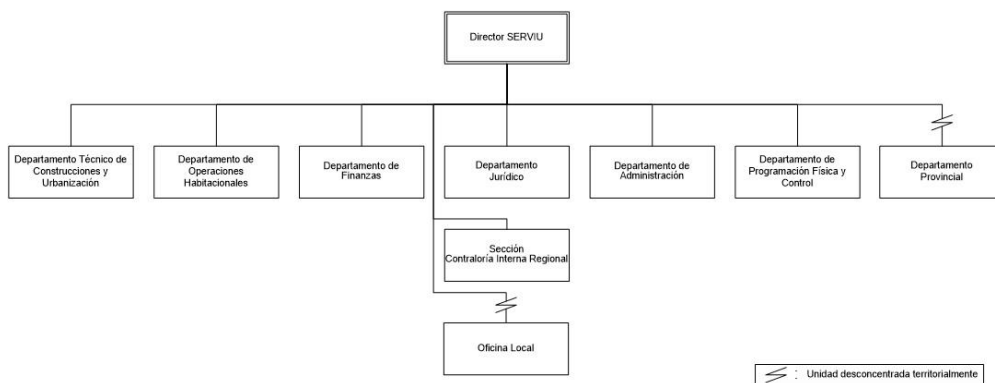 Director SERVIU
Departamento Técnico de
Construcciones y
Urbanización
Departamento de
Operaciones
Habitacionales
Departamento de
Finanzas
Departamento
Jurídico
Departamento de
Administración
Departamento de
Programación Física y
Control
Departamento
Provincial
Sección
Contraloría Interna Regional
Oficina Local
: Unidad desconcentrada territorialmente